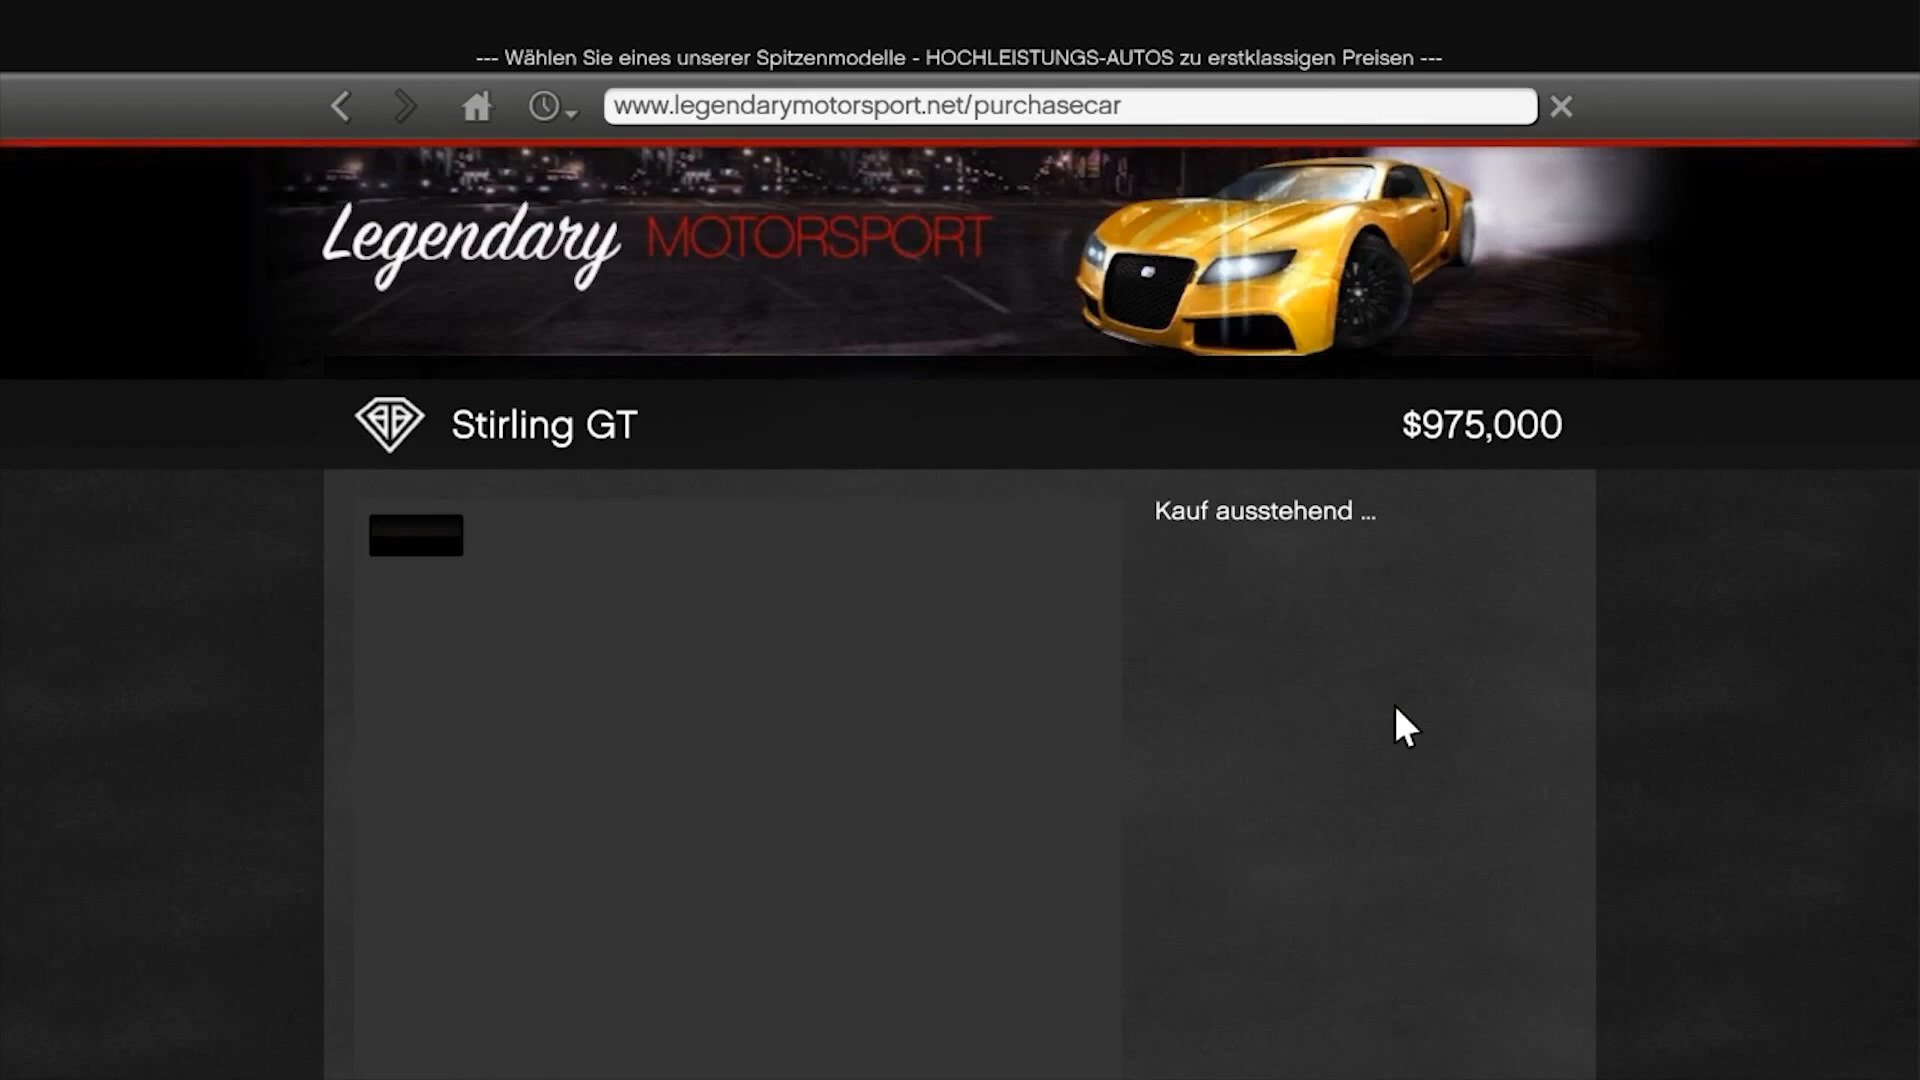 --- Wählen Sie eines unserer Spitzenmodelle - HOCHLEISTUNGS-AUTOS zu erstklassigen Preisen ---
www.legendarymotorsport.net/purchasecar
Legendary MOTORSPORT
Stirling GT
$975,000
Kauf ausstehend ...